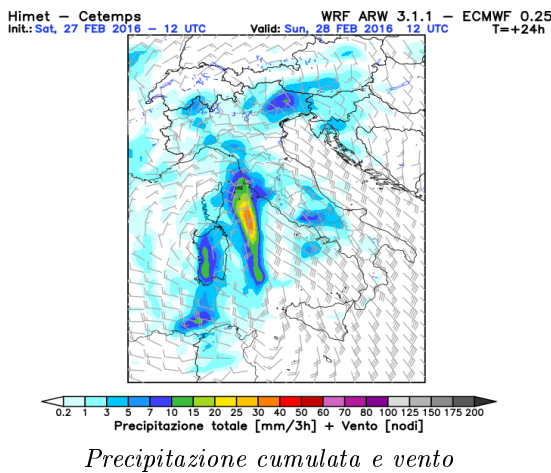 Himet – Cetemps WRF ARW 3.1.1 – ECMWF 0.25
Init.: Sat, 27 FEB 2016 – 12 UTC Valid: Sun, 28 FEB 2016 12 UTC T=+24h
0.2 1 3 5 7 10 15 20 25 30 40 50 60 70 80 100 125 150 175 200
Precipitazione totale [mm/3h] + Vento [nodi]
Precipitazione cumulata e vento